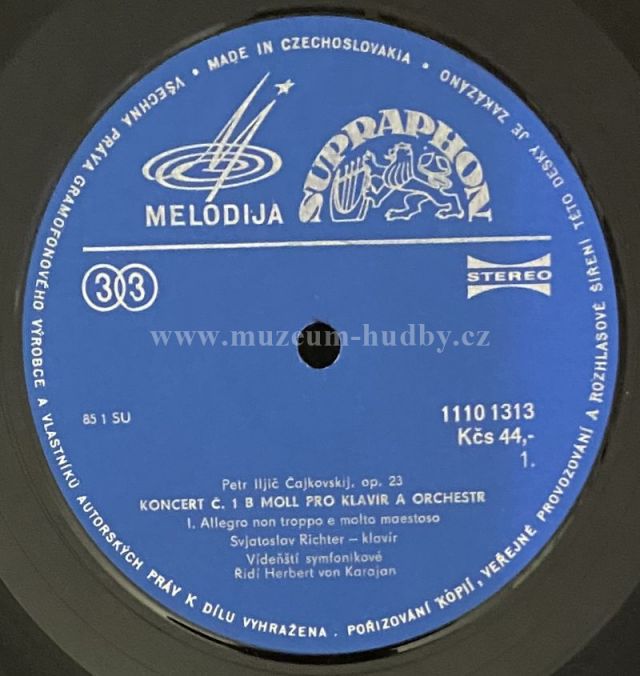 VŠECHNA PRÁVA GRAMOFONOVÉHO VÝROBCE A VLASTNÍKŮ AUTORSKÝCH PRÁV K DÍLU VYHRAŽENA . POŘIZOVÁNÍ KOPIÍ, VEŘEJNÉ PROVOZOVÁNÍ A ROZHLASOVÉ ŠÍŘENÍ TÉTO DESKY JE ZAKÁZÁNO • MADE IN CZECHOSLOVAKIA •
MELODIJA
SUPRAPHON
33
STEREO
www.muzeum-hudby.cz
85 1 SU
1110 1313
Kčs 44,-
1.
Petr Iljič Čajkovskij, op. 23
KONCERT Č. 1 B MOLL PRO KLAVIR A ORCHESTR
I. Allegro non troppo e molto maestoso
Svjatoslav Richter – klavír
Vídeňští symfonikové
Řídí Herbert von Karajan